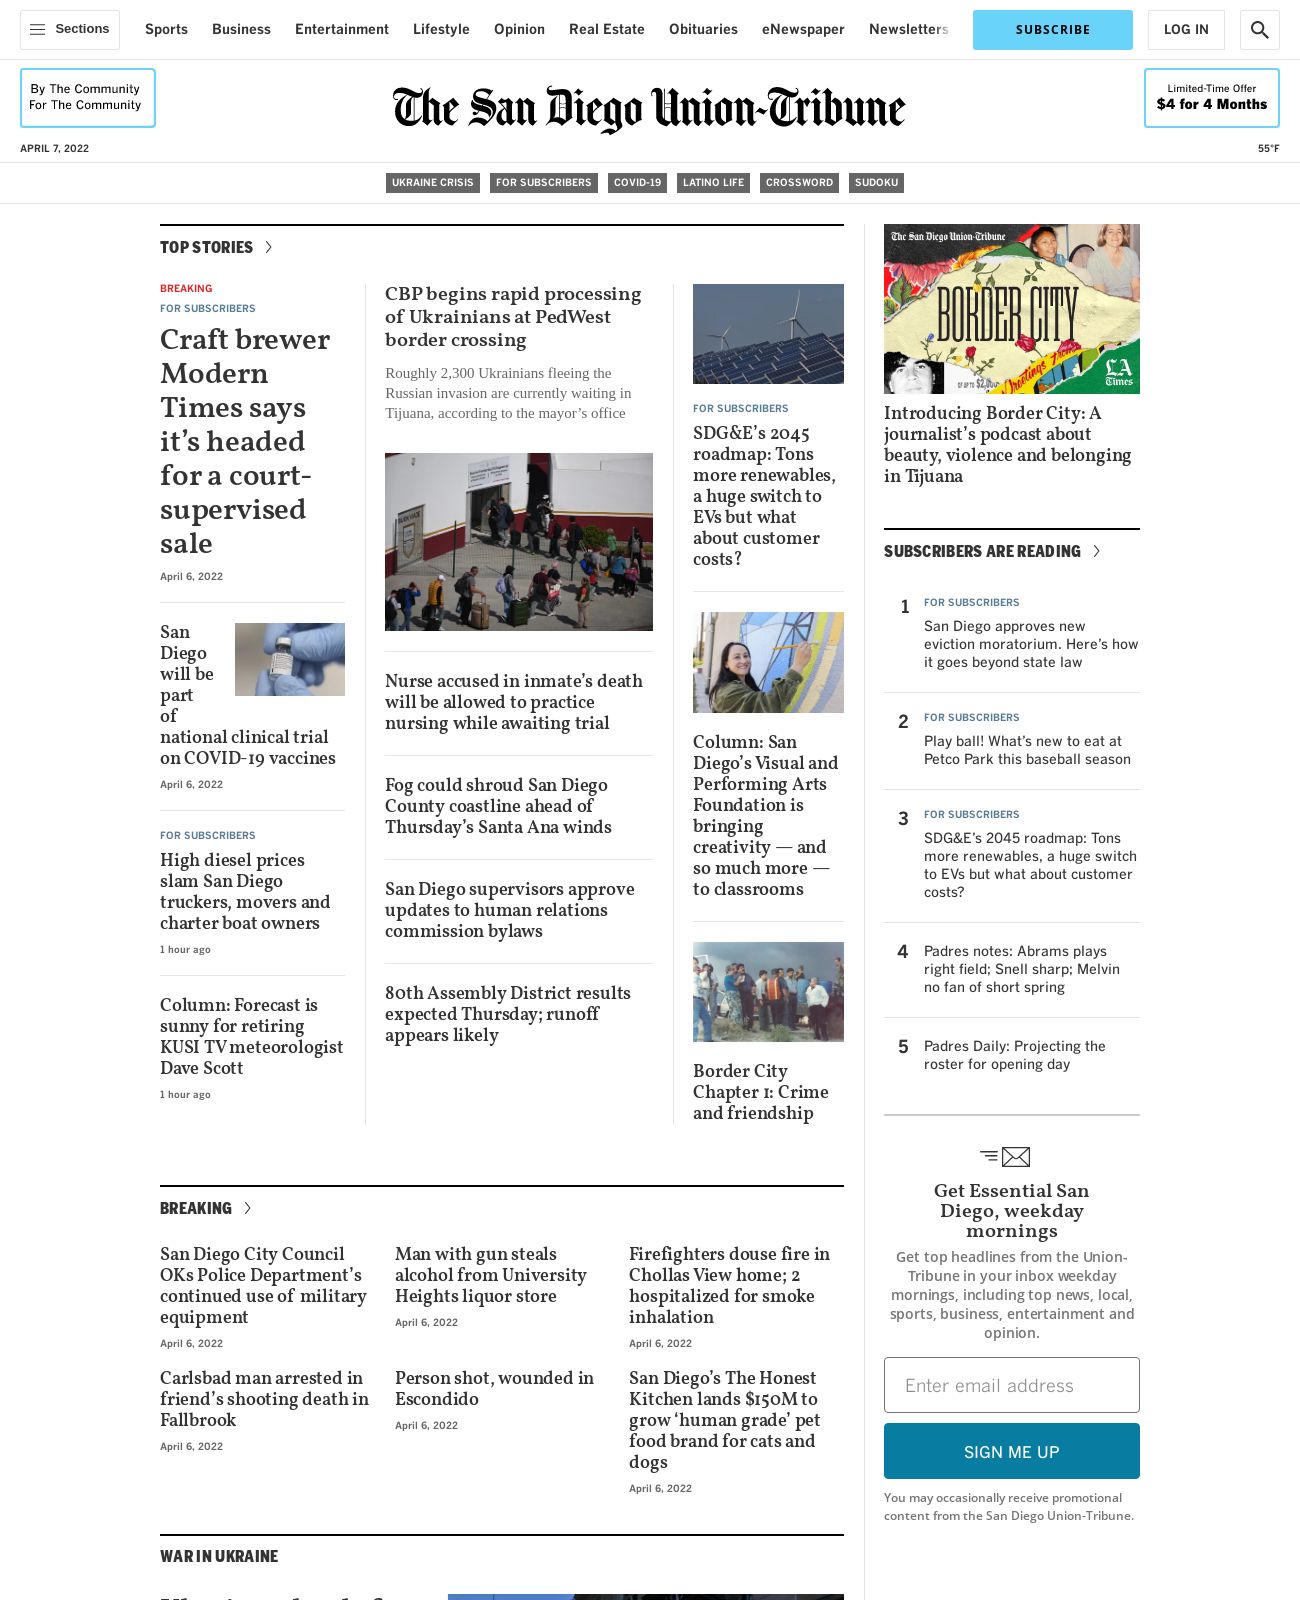 Sections
Sports
Business
Entertainment
Lifestyle
Opinion
Real Estate
Obituaries
eNewspaper
Newsletters
SUBSCRIBE
LOG IN
By The Community
For The Community
The San Diego Union-Tribune
Limited-Time Offer
$4 for 4 Months
APRIL 7, 2022
55°F
UKRAINE CRISIS
FOR SUBSCRIBERS
COVID-19
LATINO LIFE
CROSSWORD
SUDOKU
TOP STORIES
BREAKING
FOR SUBSCRIBERS
Craft brewer
Modern
Times says
it’s headed
for a court-
supervised
sale
April 6, 2022
San
Diego
will be
part
of
national clinical trial
on COVID-19 vaccines
April 6, 2022
FOR SUBSCRIBERS
High diesel prices
slam San Diego
truckers, movers and
charter boat owners
1 hour ago
Column: Forecast is
sunny for retiring
KUSI TV meteorologist
Dave Scott
1 hour ago
CBP begins rapid processing
of Ukrainians at PedWest
border crossing
Roughly 2,300 Ukrainians fleeing the
Russian invasion are currently waiting in
Tijuana, according to the mayor’s office
Nurse accused in inmate’s death
will be allowed to practice
nursing while awaiting trial
Fog could shroud San Diego
County coastline ahead of
Thursday’s Santa Ana winds
San Diego supervisors approve
updates to human relations
commission bylaws
80th Assembly District results
expected Thursday; runoff
appears likely
FOR SUBSCRIBERS
SDG&E’s 2045
roadmap: Tons
more renewables,
a huge switch to
EVs but what
about customer
costs?
Column: San
Diego’s Visual and
Performing Arts
Foundation is
bringing
creativity — and
so much more —
to classrooms
Border City
Chapter 1: Crime
and friendship
The San Diego Union-Tribune
BORDER CITY
Greetings from
LA
Times
Introducing Border City: A
journalist’s podcast about
beauty, violence and belonging
in Tijuana
SUBSCRIBERS ARE READING
1
FOR SUBSCRIBERS
San Diego approves new
eviction moratorium. Here’s how
it goes beyond state law
2
FOR SUBSCRIBERS
Play ball! What’s new to eat at
Petco Park this baseball season
3
FOR SUBSCRIBERS
SDG&E’s 2045 roadmap: Tons
more renewables, a huge switch
to EVs but what about customer
costs?
4
Padres notes: Abrams plays
right field; Snell sharp; Melvin
no fan of short spring
5
Padres Daily: Projecting the
roster for opening day
Get Essential San
Diego, weekday
mornings
Get top headlines from the Union-
Tribune in your inbox weekday
mornings, including top news, local,
sports, business, entertainment and
opinion.
Enter email address
SIGN ME UP
You may occasionally receive promotional
content from the San Diego Union-Tribune.
BREAKING
San Diego City Council
OKs Police Department’s
continued use of military
equipment
April 6, 2022
Man with gun steals
alcohol from University
Heights liquor store
April 6, 2022
Firefighters douse fire in
Chollas View home; 2
hospitalized for smoke
inhalation
April 6, 2022
Carlsbad man arrested in
friend’s shooting death in
Fallbrook
April 6, 2022
Person shot, wounded in
Escondido
April 6, 2022
San Diego’s The Honest
Kitchen lands $150M to
grow ‘human grade’ pet
food brand for cats and
dogs
April 6, 2022
WAR IN UKRAINE